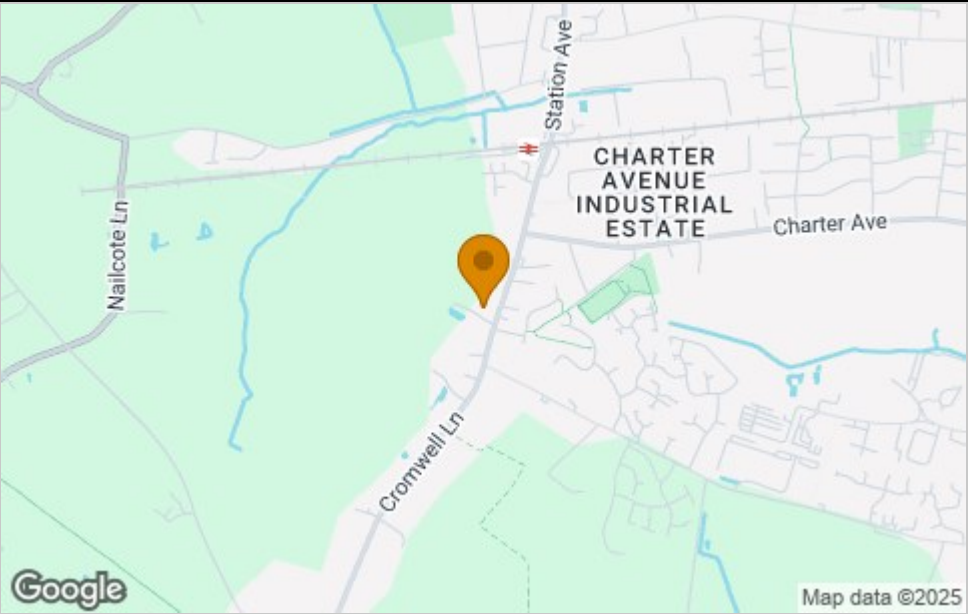 Station Ave
CHARTER
AVENUE
INDUSTRIAL
ESTATE
Charter Ave
Nailcote Ln
Cromwell Ln
Google
Map data ©2025